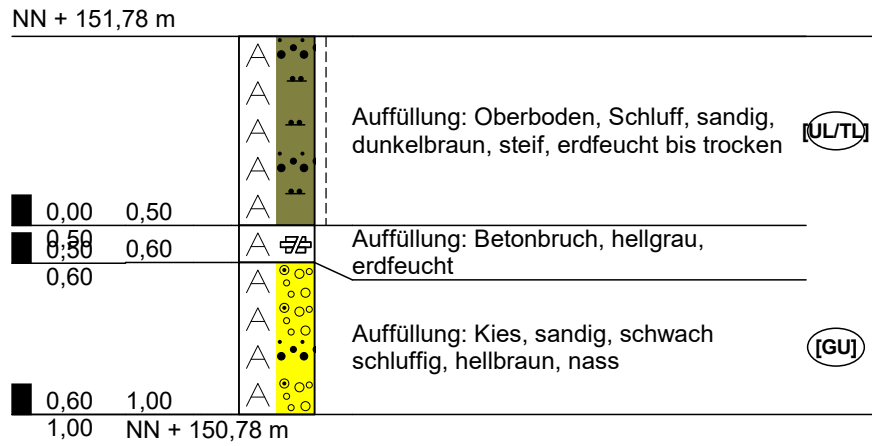 NN + 151,78 m
A
A
A
A
A
Auffüllung: Oberboden, Schluff, sandig,
dunkelbraun, steif, erdfeucht bis trocken
[UL/TL]
0,00 0,50
0,50
0,50 0,60
A
Auffüllung: Betonbruch, hellgrau,
erdfeucht
0,60
A
A
A
A
Auffüllung: Kies, sandig, schwach
schluffig, hellbraun, nass
[GU]
0,60 1,00
1,00 NN + 150,78 m